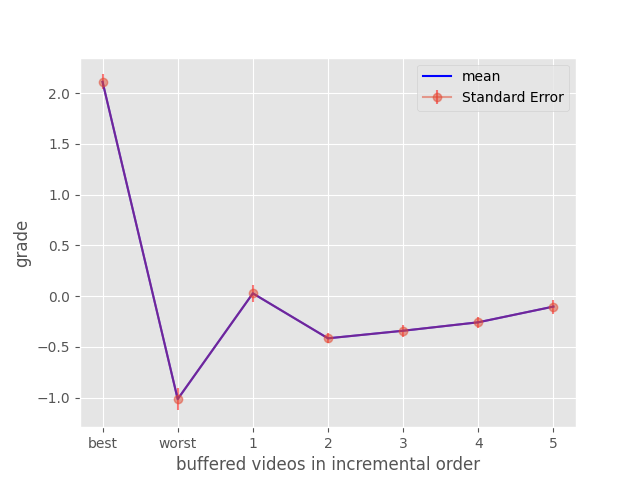 mean
Standard Error
2.0
1.5
1.0
0.5
0.0
−0.5
−1.0
grade
best worst 1 2 3 4 5
buffered videos in incremental order